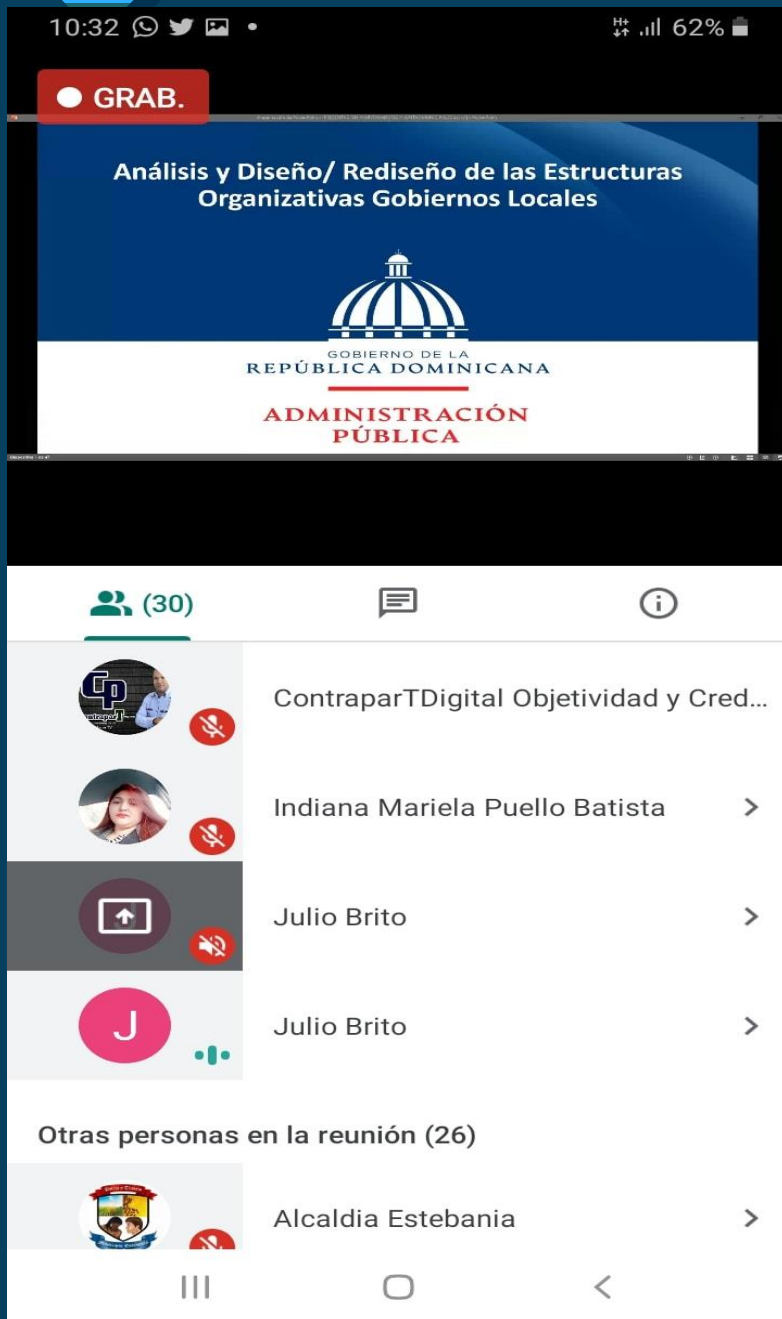 10:32
H+
62%
GRAB.
Análisis y Diseño/ Rediseño de las Estructuras
Organizativas Gobiernos Locales
GOBIERNO DE LA
REPÚBLICA DOMINICANA
ADMINISTRACIÓN
PÚBLICA
(30)
Cp
ContraparTDigital Objetividad y Cred...
Indiana Mariela Puello Batista
Julio Brito
J
Julio Brito
Otras personas en la reunión (26)
Alcaldia Estebania